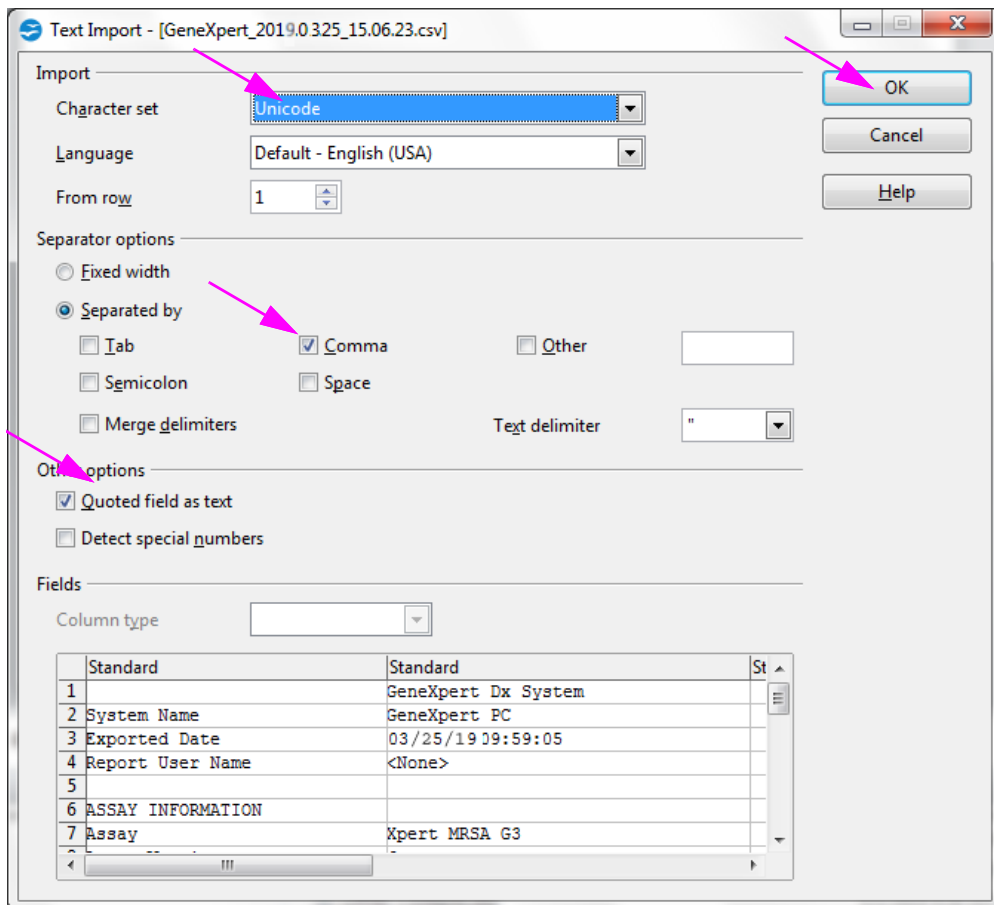 Text Import - [GeneXpert_2019.0325_15.06.23.csv]
Import
Character set Unicode
Language Default - English (USA)
From row 1
OK
Cancel
Help
Separator options
Fixed width
Separated by
Tab Comma Other
Semicolon Space
Merge delimiters Text delimiter "
Other options
Quoted field as text
Detect special numbers
Fields
Column type
Standard Standard St
1 GeneXpert Dx System
2 System Name GeneXpert PC
3 Exported Date 03/25/19 09:59:05
4 Report User Name <None>
5
6 ASSAY INFORMATION
7 Assay Xpert MRSA G3